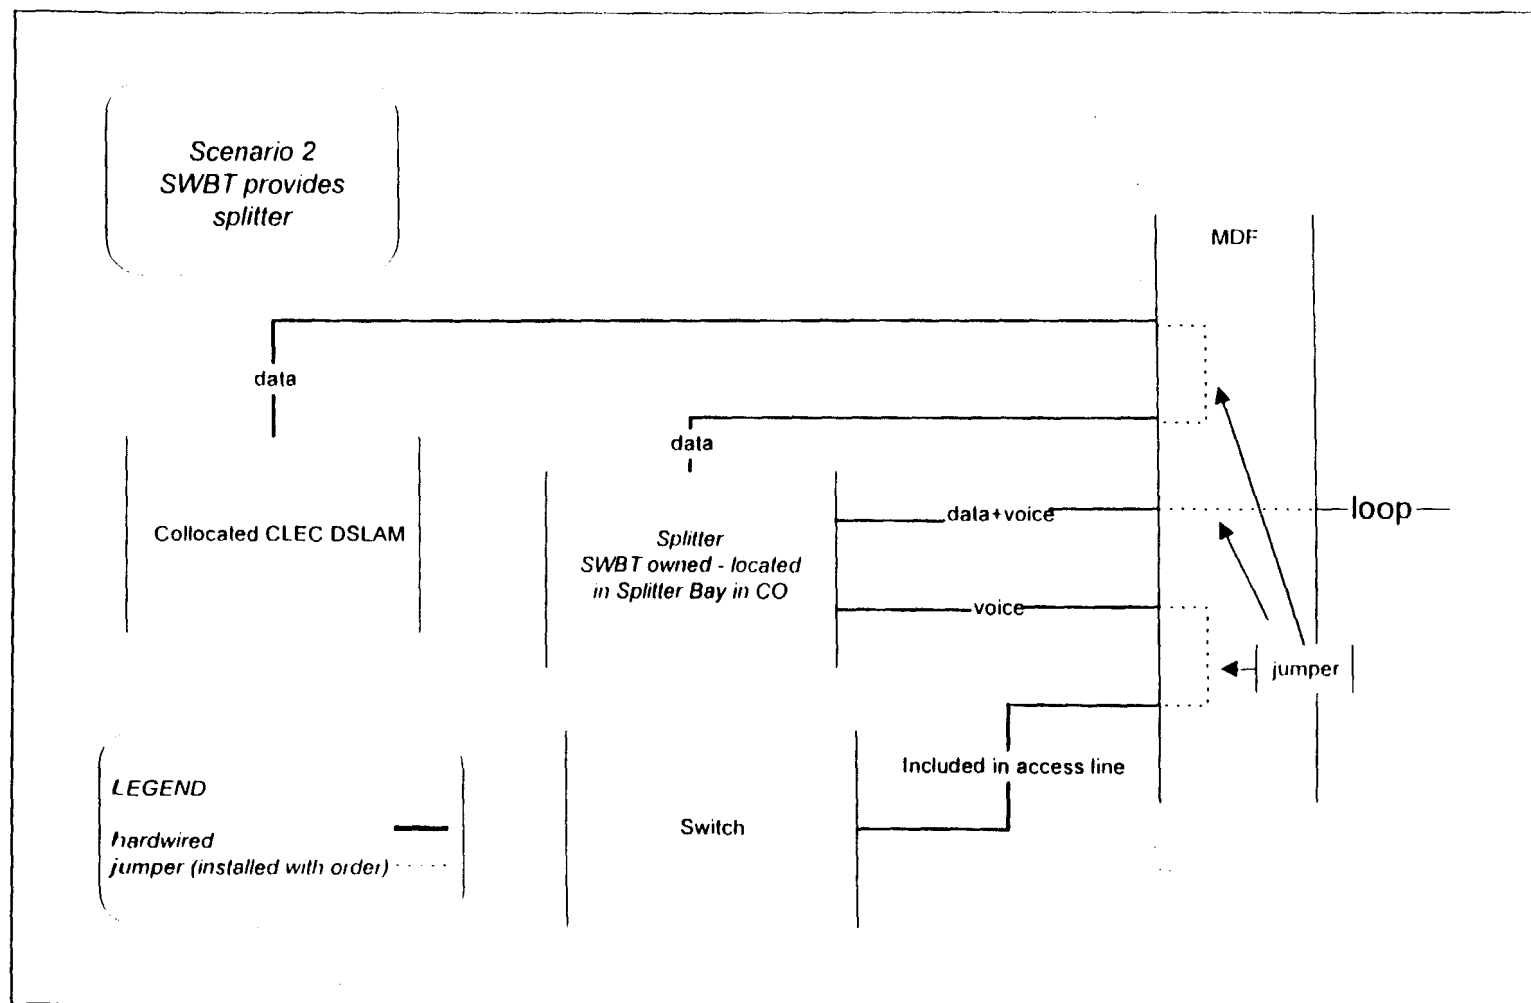 Scenario 2
SWBT provides
splitter
MDF
data
data
Collocated CLEC DSLAM
Splitter
SWBT owned - located
in Splitter Bay in CO
data+voice
loop
voice
jumper
Included in access line
Switch
LEGEND
hardwired
jumper (installed with order)